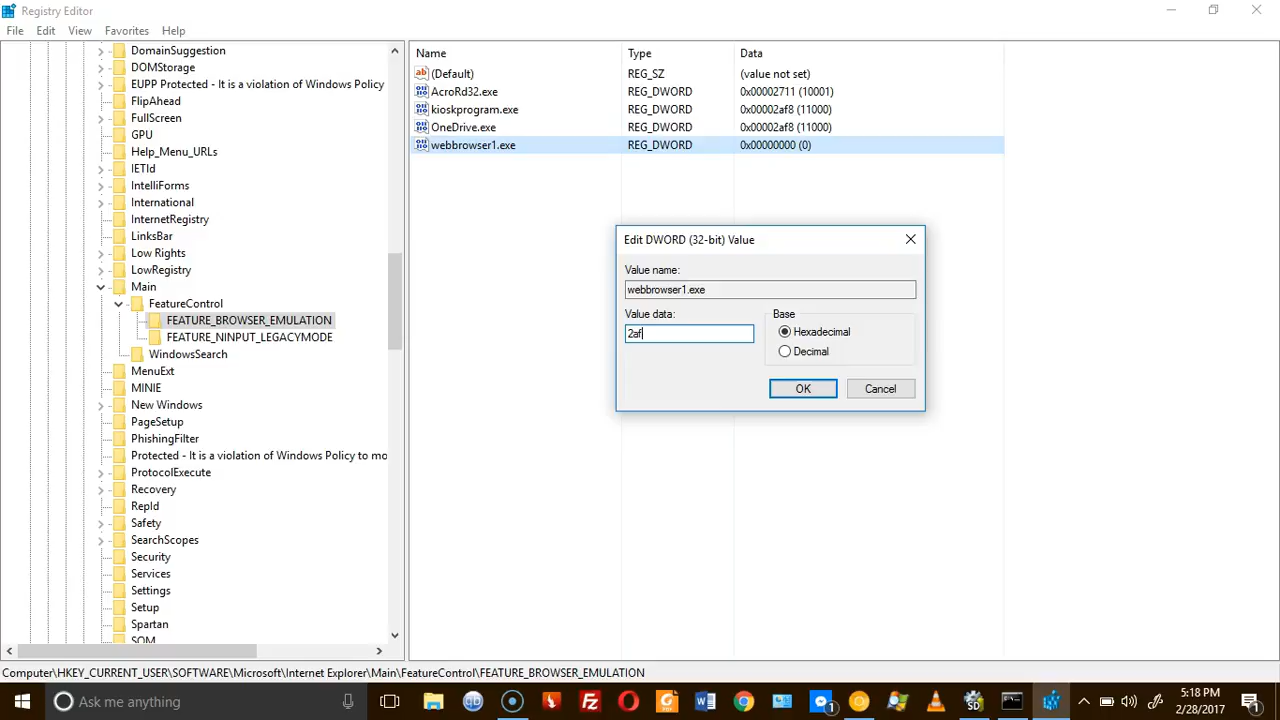 Registry Editor
File Edit View Favorites Help
DomainSuggestion
DOMStorage
EUPP Protected - It is a violation of Windows Policy
FlipAhead
FullScreen
GPU
Help_Menu_URLs
IETId
IntelliForms
International
InternetRegistry
LinksBar
Low Rights
LowRegistry
Main
FeatureControl
FEATURE_BROWSER_EMULATION
FEATURE_NINPUT_LEGACYMODE
WindowsSearch
MenuExt
MINIE
New Windows
PageSetup
PhishingFilter
Protected - It is a violation of Windows Policy to mo
ProtocolExecute
Recovery
RepId
Safety
SearchScopes
Security
Services
Settings
Setup
Spartan
SQM
Name Type Data
(Default) REG_SZ (value not set)
AcroRd32.exe REG_DWORD 0x00002711 (10001)
kioskprogram.exe REG_DWORD 0x00002af8 (11000)
OneDrive.exe REG_DWORD 0x00002af8 (11000)
webbrowser1.exe REG_DWORD 0x00000000 (0)
Edit DWORD (32-bit) Value
Value name:
webbrowser1.exe
Value data: Base
2af Hexadecimal
Decimal
OK Cancel
Computer\HKEY_CURRENT_USER\SOFTWARE\Microsoft\Internet Explorer\Main\FeatureControl\FEATURE_BROWSER_EMULATION
Ask me anything
5:18 PM
2/28/2017